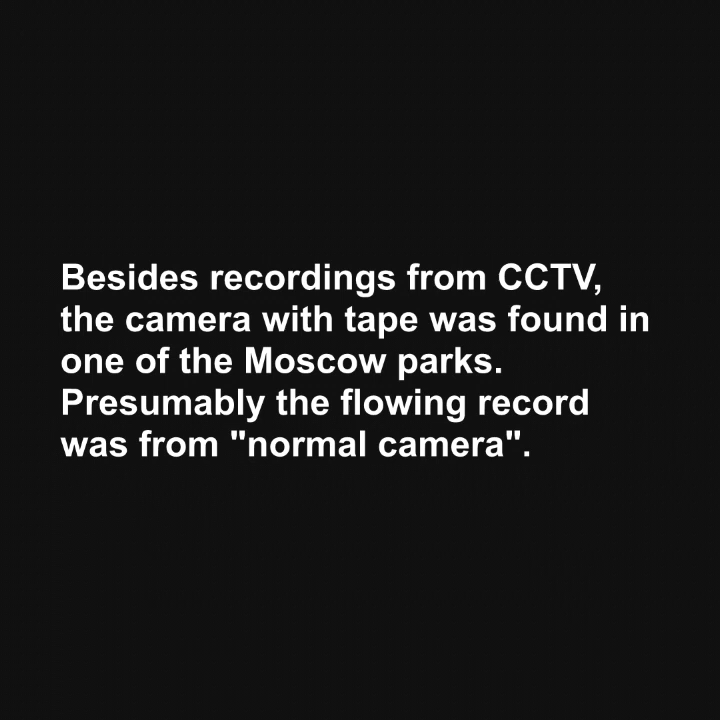 Besides recordings from CCTV,
the camera with tape was found in
one of the Moscow parks.
Presumably the flowing record
was from "normal camera".